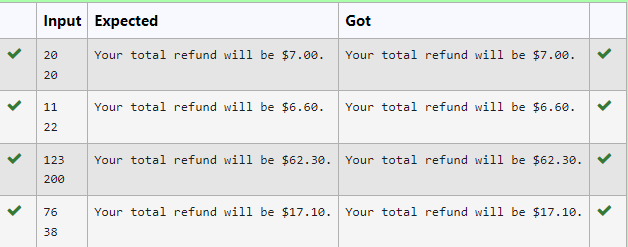 Input Expected Got
20 Your total refund will be $7.00. Your total refund will be $7.00.
20
11 Your total refund will be $6.60. Your total refund will be $6.60.
22
123 Your total refund will be $62.30. Your total refund will be $62.30.
200
76 Your total refund will be $17.10. Your total refund will be $17.10.
38